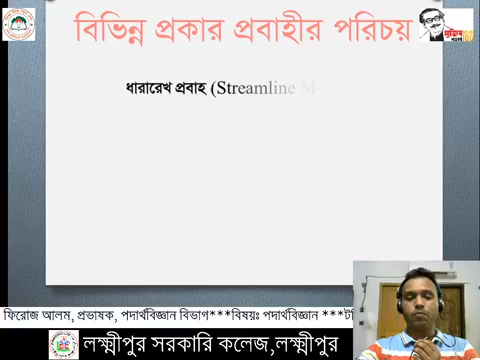 বিভিন্ন প্রকার প্রবাহীর পরিচয়
ধারারেখ প্রবাহ (Streamline M
ফিরোজ আলম, প্রভাষক, পদার্থবিজ্ঞান বিভাগ***বিষয়ঃ পদার্থবিজ্ঞান ***ট
লক্ষ্মীপুর সরকারি কলেজ,লক্ষ্মীপুর